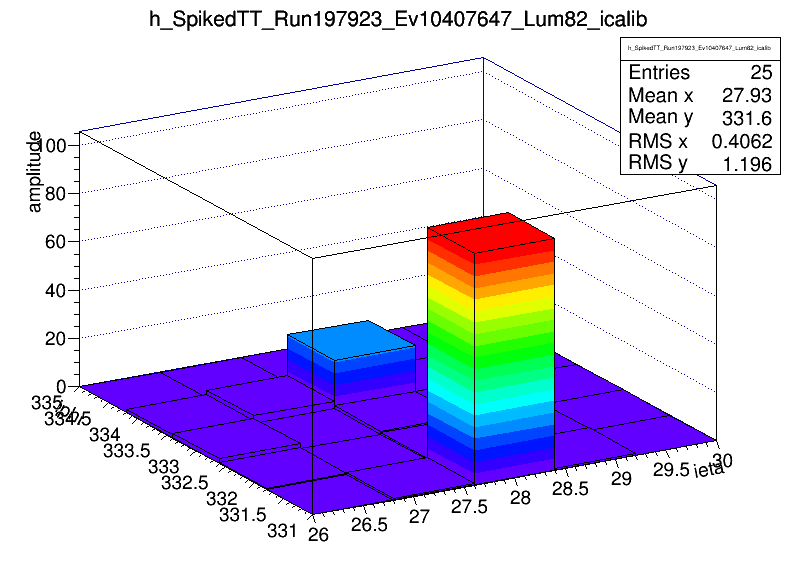 h_SpikedTT_Run197923_Ev10407647_Lum82_icalib
h_SpikedTT_Run197923_Ev10407647_Lum82_icalib
Entries 25
Mean x 27.93
Mean y 331.6
RMS x 0.4062
RMS y 1.196
amplitude
100
80
60
40
20
0
335
334.5
334
333.5
333
332.5
332
331.5
331
26
26.5
27
27.5
28
28.5
29
29.5
30
ieta